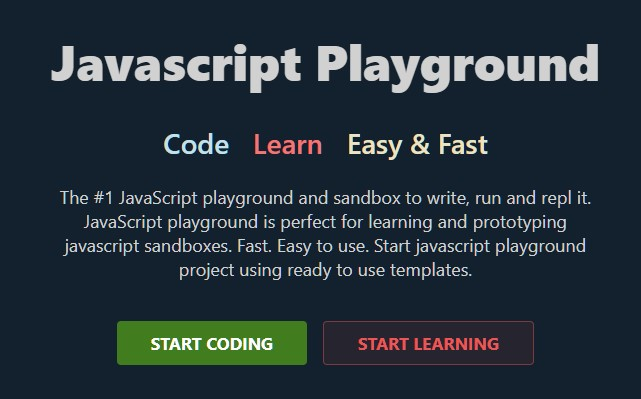 Javascript Playground
Code Learn Easy & Fast
The #1 JavaScript playground and sandbox to write, run and repl it.
JavaScript playground is perfect for learning and prototyping
javascript sandboxes. Fast. Easy to use. Start javascript playground
project using ready to use templates.
START CODING START LEARNING